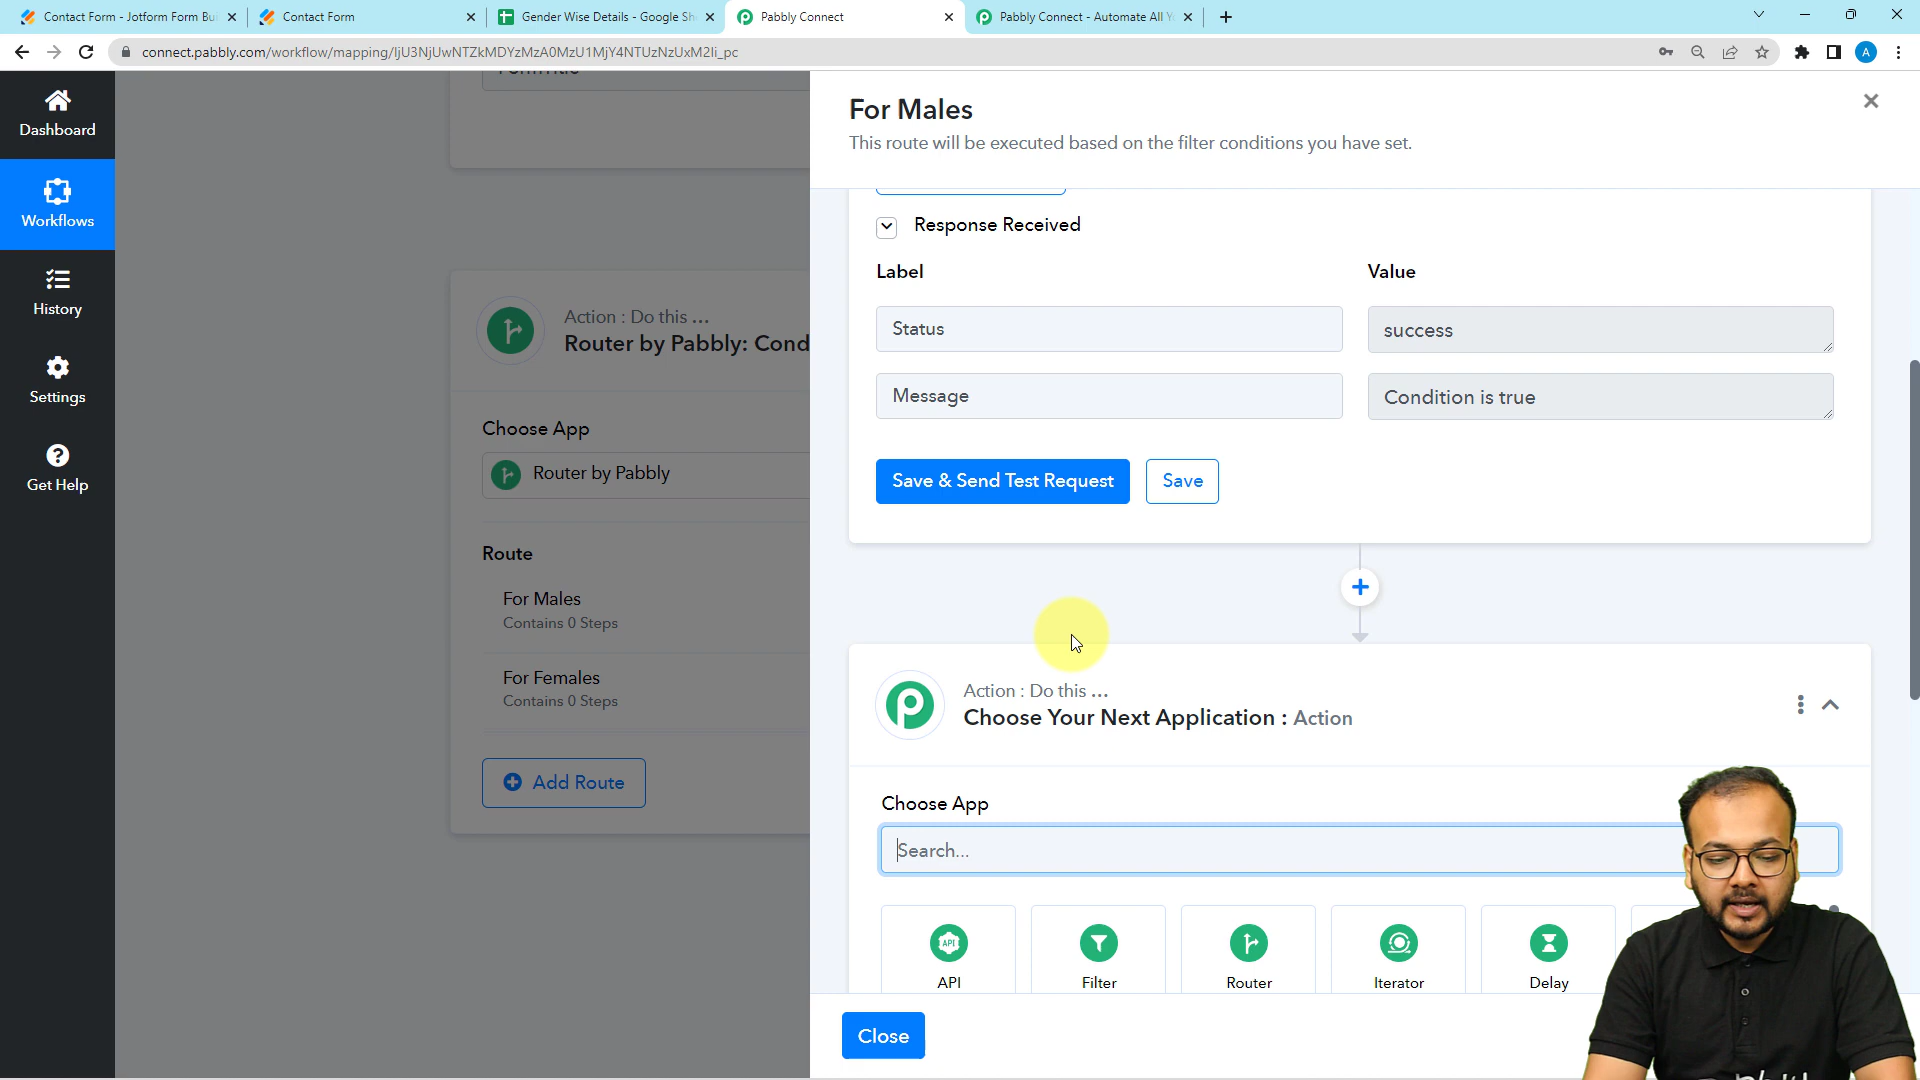 Contact Form - Jotform Form Bu
Contact Form
Gender Wise Details - Google Sh
Pabbly Connect
Pabbly Connect - Automate All Y
connect.pabbly.com/workflow/mapping/IjU3NjUwNTZkMDYzMzA0MzU1MjY4NTUzNzUxM2Ii_pc
A
Dashboard
Workflows
History
Settings
Get Help
Action : Do this ...
Router by Pabbly: Cond
Choose App
Router by Pabbly
Route
For Males
Contains 0 Steps
For Females
Contains 0 Steps
Add Route
For Males
This route will be executed based on the filter conditions you have set.
Response Received
Label
Value
Status
success
Message
Condition is true
Save & Send Test Request
Save
Action : Do this ...
Choose Your Next Application : Action
Choose App
Search...
API
API
Filter
Router
Iterator
Delay
Close